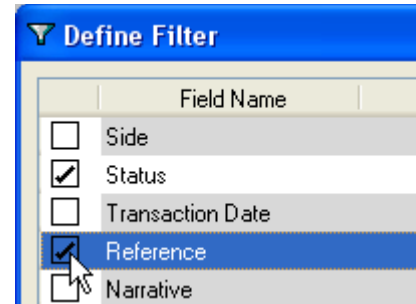 Define Filter
Field Name
Side
Status
Transaction Date
Reference
Narrative